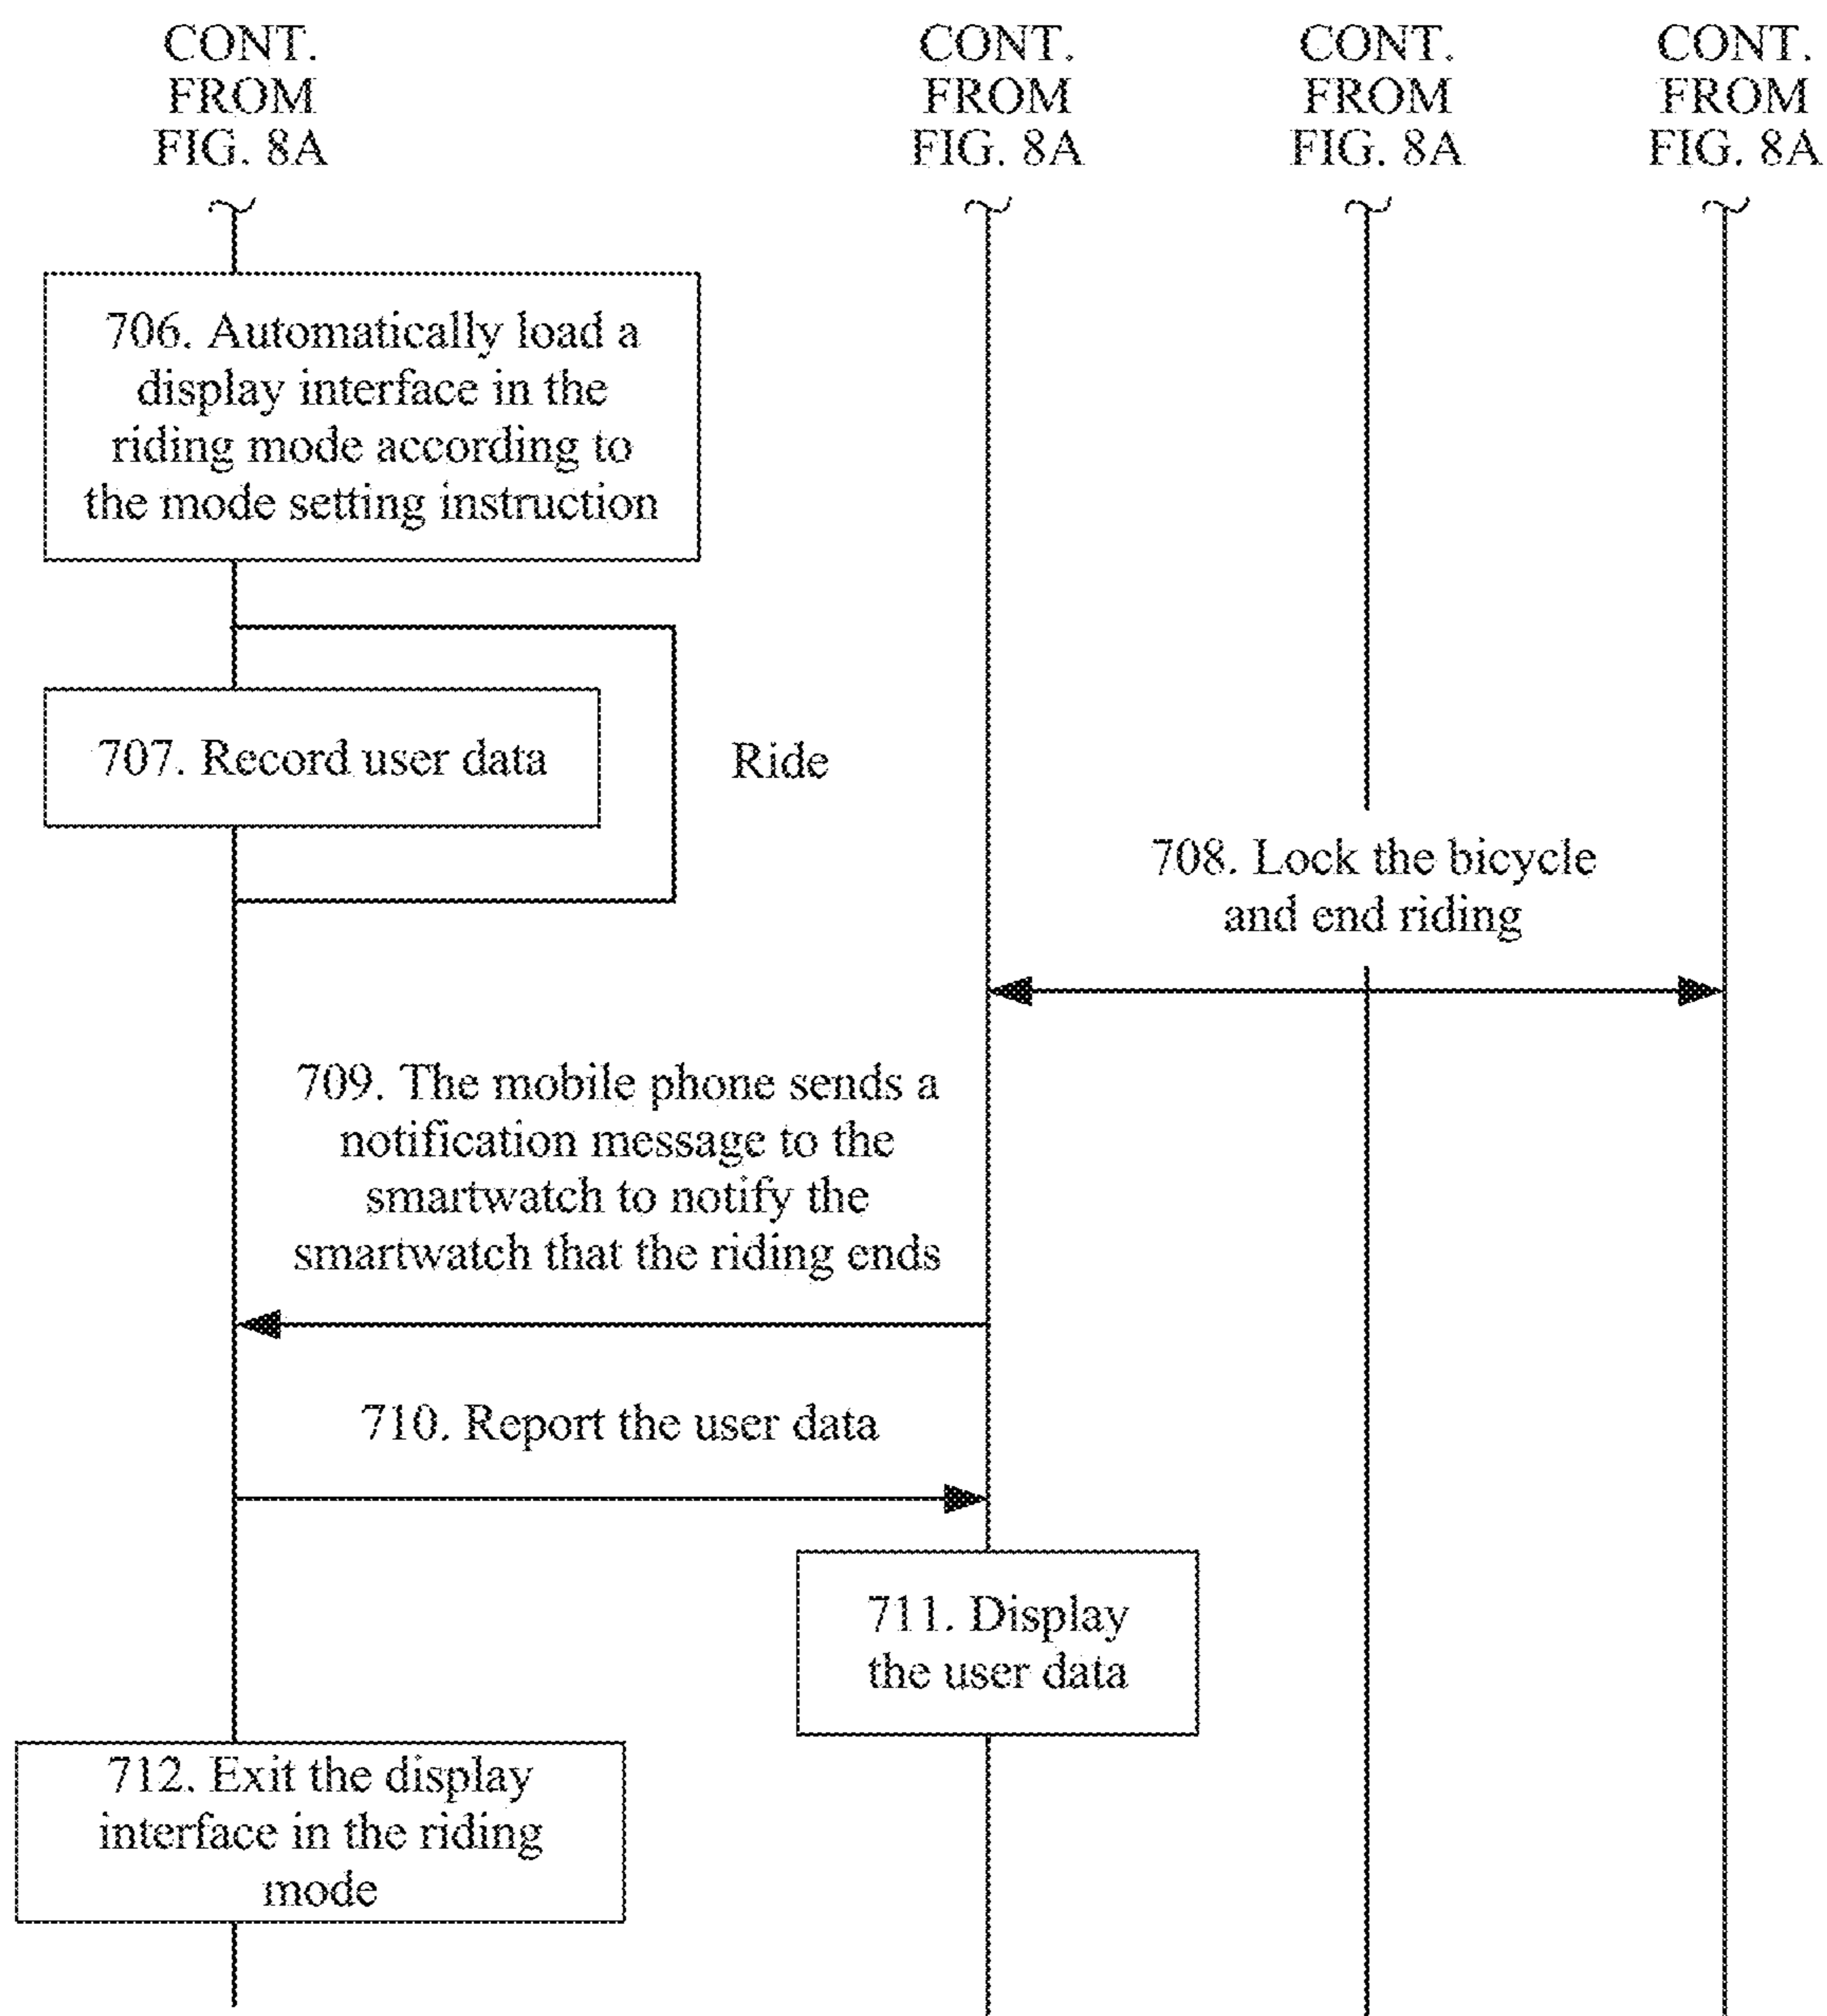 CONT.
FROM
FIG. 8A
CONT.
FROM
FIG. 8A
CONT.
FROM
FIG. 8A
CONT.
FROM
FIG. 8A
706. Automatically load a
display interface in the
riding mode according to
the mode setting instruction
707. Record user data
Ride
708. Lock the bicycle
and end riding
709. The mobile phone sends a
notification message to the
smartwatch to notify the
smartwatch that the riding ends
710. Report the user data
711. Display
the user data
712. Exit the display
interface in the riding
mode